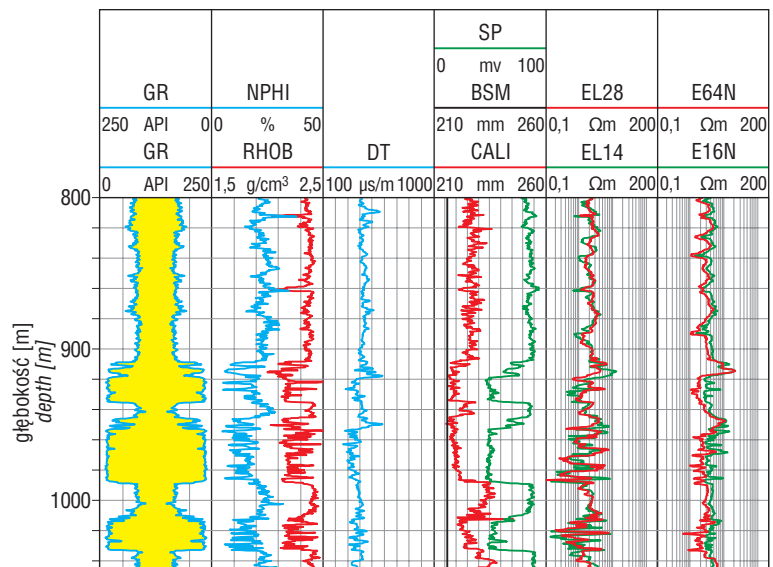 SP
0 mv 100
GR NPHI BSM EL28 E64N
250 API 0 0 % 50 210 mm 260 0,1 Ωm 200 0,1 Ωm 200
GR RHOB DT CALI EL14 E16N
0 API 250 1,5 g/cm³ 2,5 100 µs/m 1000 210 mm 260 0,1 Ωm 200 0,1 Ωm 200
800
900
1000
głębokość [m]
depth [m]